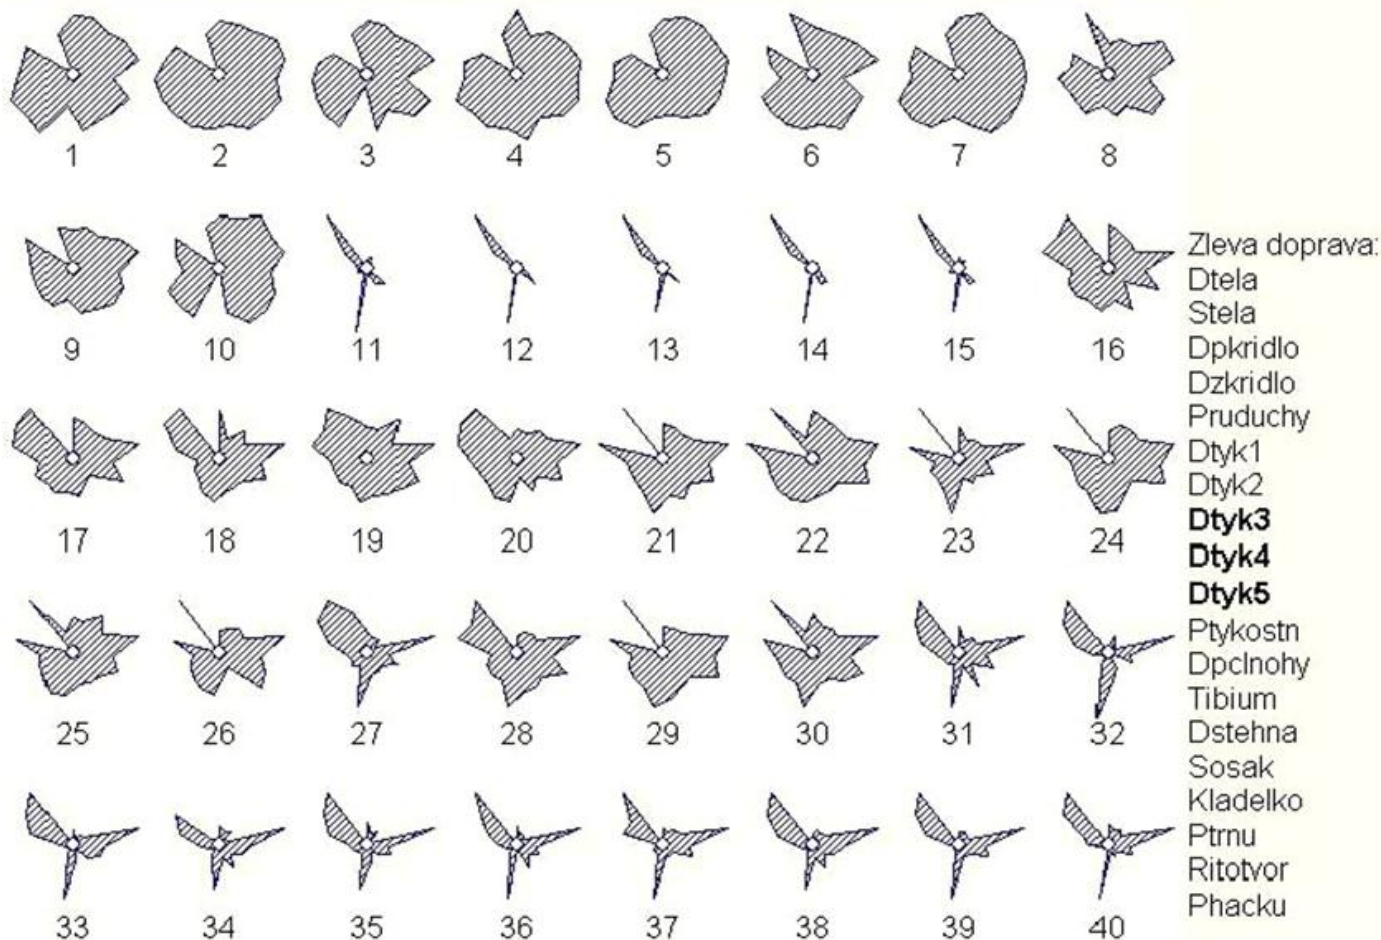 1 2 3 4 5 6 7 8
9 10 11 12 13 14 15 16
17 18 19 20 21 22 23 24
25 26 27 28 29 30 31 32
33 34 35 36 37 38 39 40
Zleva doprava:
Dtela
Stela
Dpkridlo
Dzkridlo
Pruduchy
Dtyk1
Dtyk2
Dtyk3
Dtyk4
Dtyk5
Ptykostn
Dpclnohy
Tibium
Dstehna
Sosak
Kladelko
Ptrnu
Ritotvor
Phacku